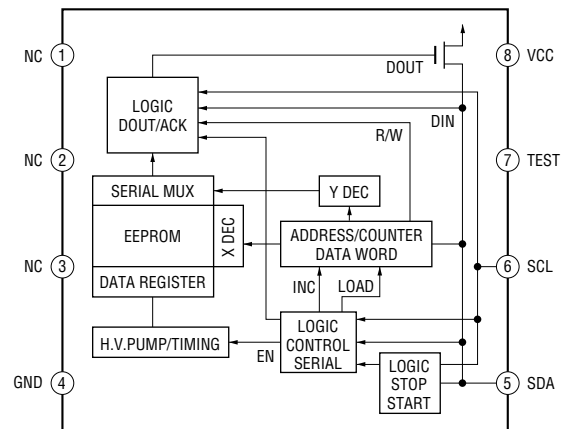 NC 1
8 VCC
DOUT
LOGIC
DOUT/ACK
DIN
R/W
NC 2
7 TEST
SERIAL MUX
Y DEC
EEPROM
X DEC
ADDRESS/COUNTER
DATA WORD
NC 3
6 SCL
DATA REGISTER
INC
LOAD
H.V.PUMP/TIMING
EN
LOGIC
CONTROL
SERIAL
LOGIC
STOP
START
GND 4
5 SDA